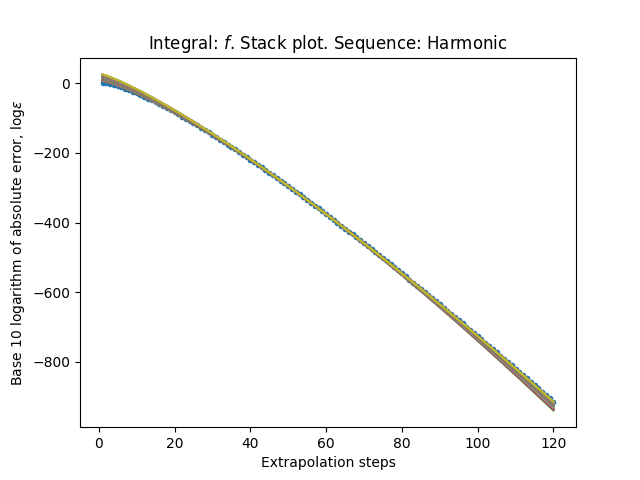 Integral: f. Stack plot. Sequence: Harmonic
Base 10 logarithm of absolute error, logε
0
−200
−400
−600
−800
0 20 40 60 80 100 120
Extrapolation steps